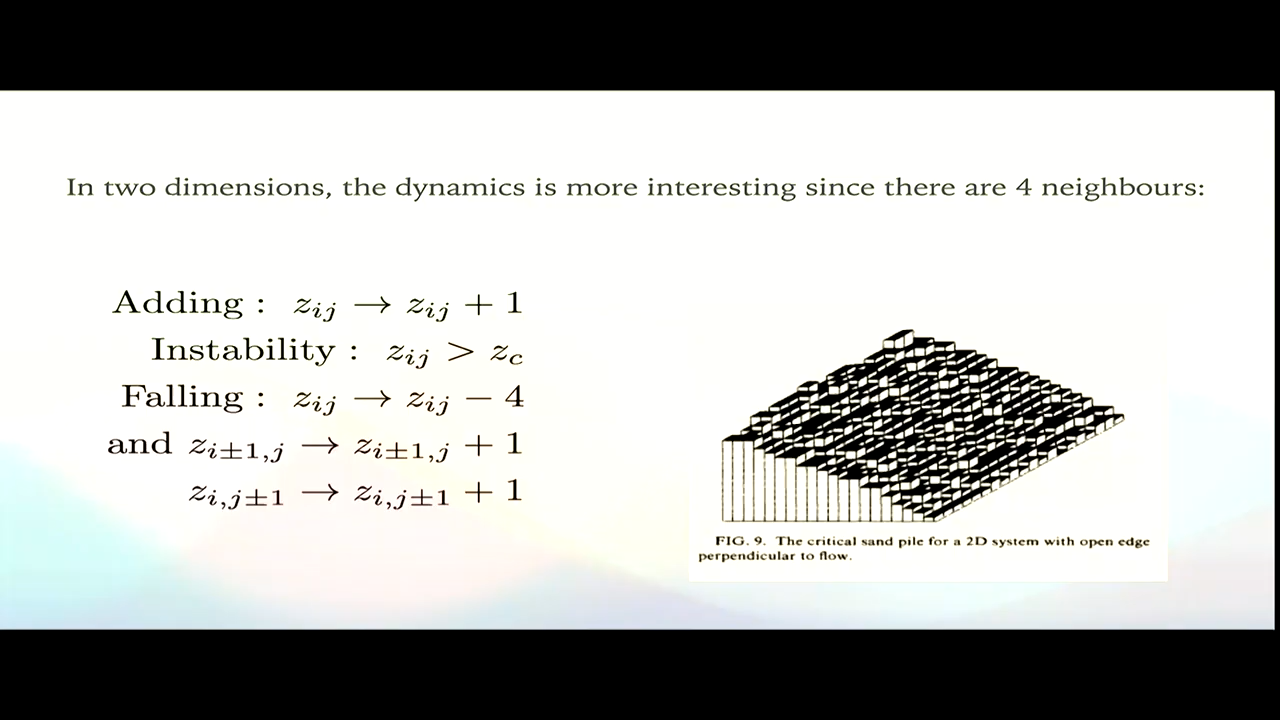 In two dimensions, the dynamics is more interesting since there are 4 neighbours:
Adding : z_{ij} → z_{ij} + 1
Instability : z_{ij} > z_c
Falling : z_{ij} → z_{ij} − 4
and z_{i±1,j} → z_{i±1,j} + 1
z_{i,j±1} → z_{i,j±1} + 1
FIG. 9. The critical sand pile for a 2D system with open edge
perpendicular to flow.